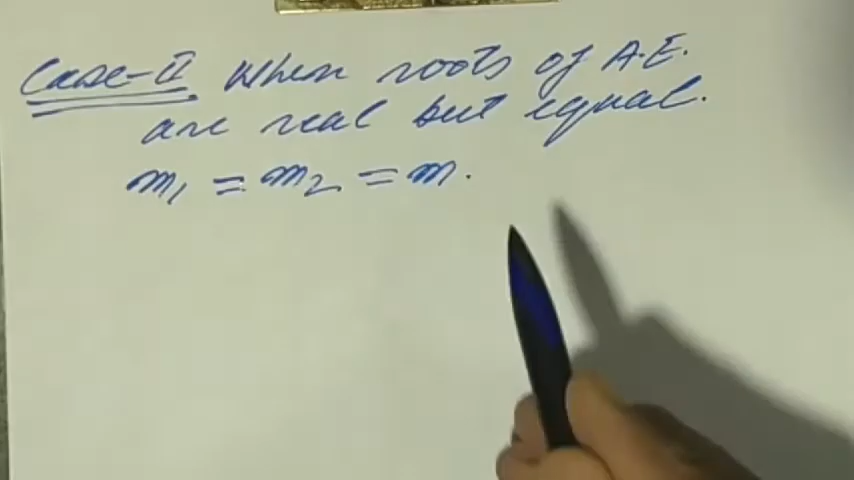 Case-II When roots of A.E.
are real but equal.
m₁ = m₂ = m.